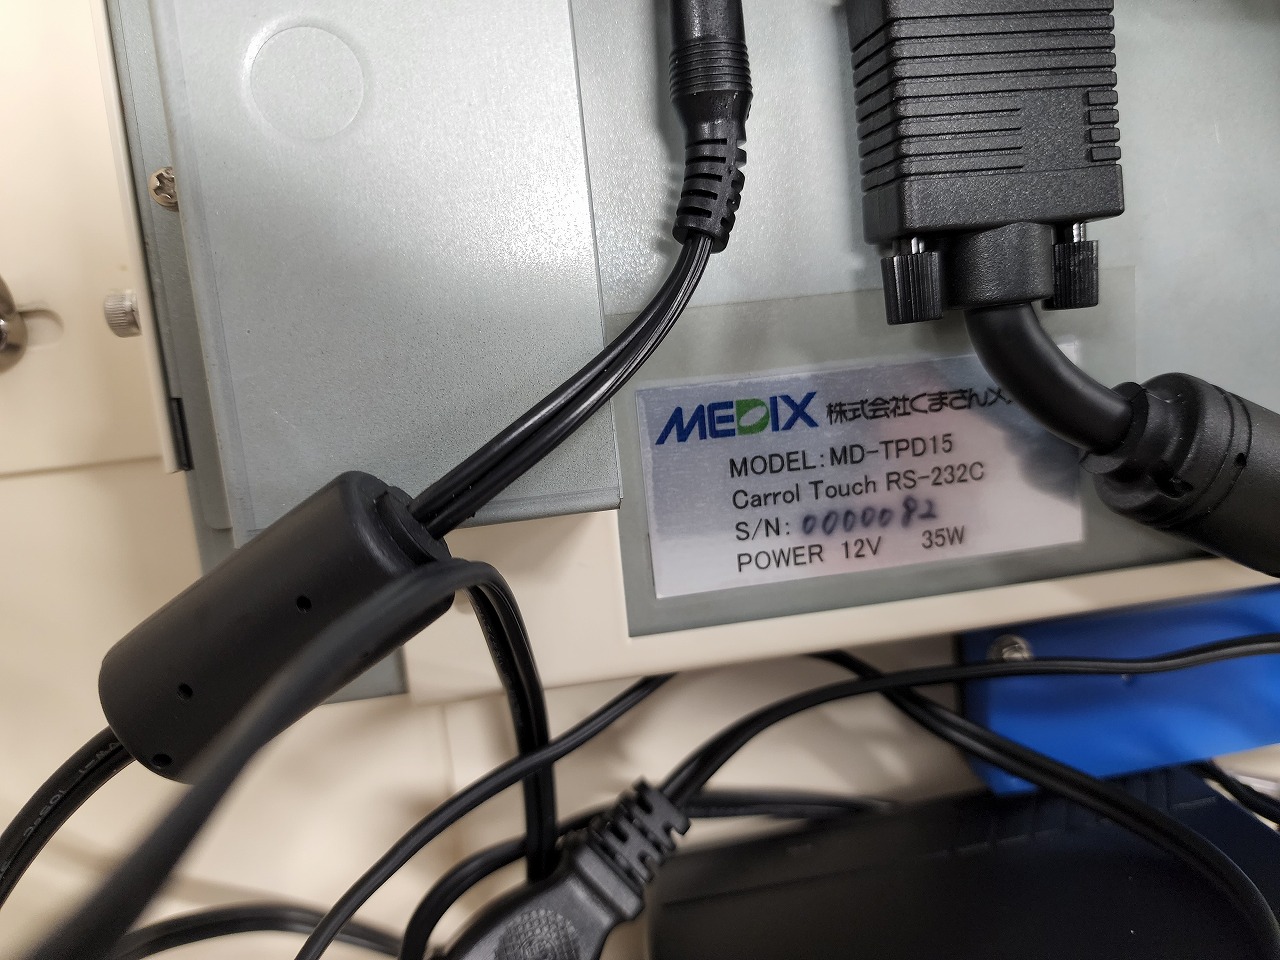 MEDIX 株式会社くまさんメ
MODEL: MD-TPD15
Carrol Touch RS-232C
S/N: 0000082
POWER 12V 35W